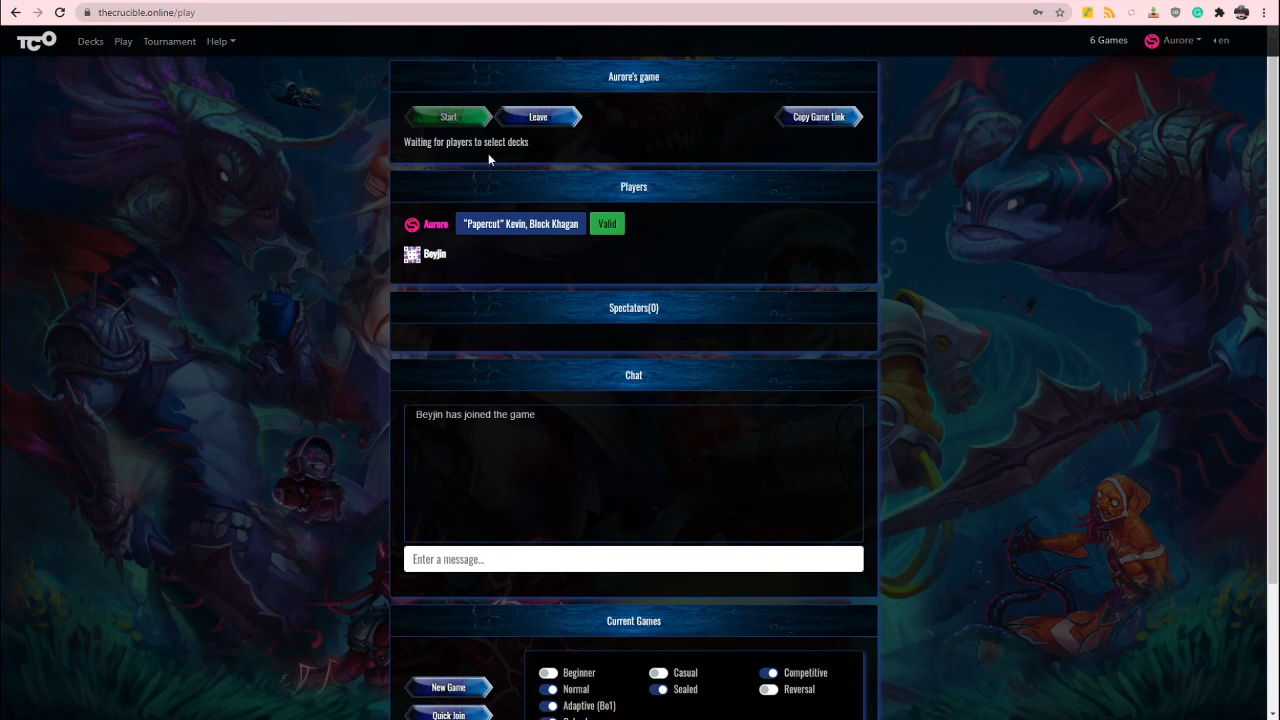 thecrucible.online/play
TCO Decks Play Tournament Help 6 Games Aurore en
Aurore's game
Start Leave Copy Game Link
Waiting for players to select decks
Players
Aurore "Papercut" Kevin, Block Khagan Valid
Beyjin
Spectators(0)
Chat
Beyjin has joined the game
Enter a message...
Current Games
Beginner Casual Competitive
New Game Normal Sealed Reversal
Adaptive (Bo1)
Quick Join